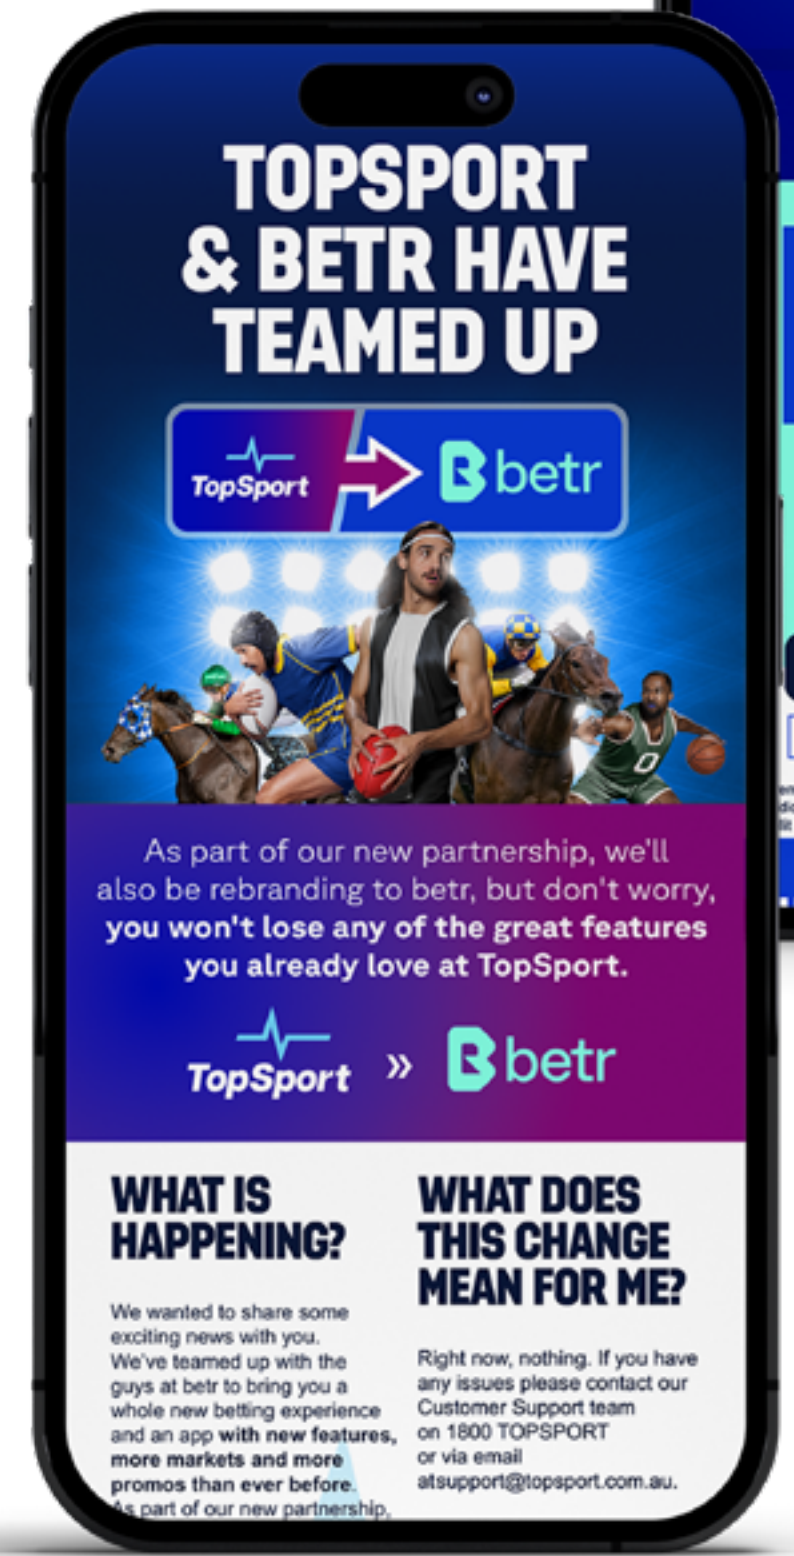 TOPSPORT
& BETR HAVE
TEAMED UP
TopSport
betr
0
As part of our new partnership, we'll
also be rebranding to betr, but don't worry,
you won't lose any of the great features
you already love at TopSport.
TopSport » betr
WHAT IS
HAPPENING?
We wanted to share some
exciting news with you.
We've teamed up with the
guys at betr to bring you a
whole new betting experience
and an app with new features,
more markets and more
promos than ever before.
As part of our new partnership,
WHAT DOES
THIS CHANGE
MEAN FOR ME?
Right now, nothing. If you have
any issues please contact our
Customer Support team
on 1800 TOPSPORT
or via email
atsupport@topsport.com.au.